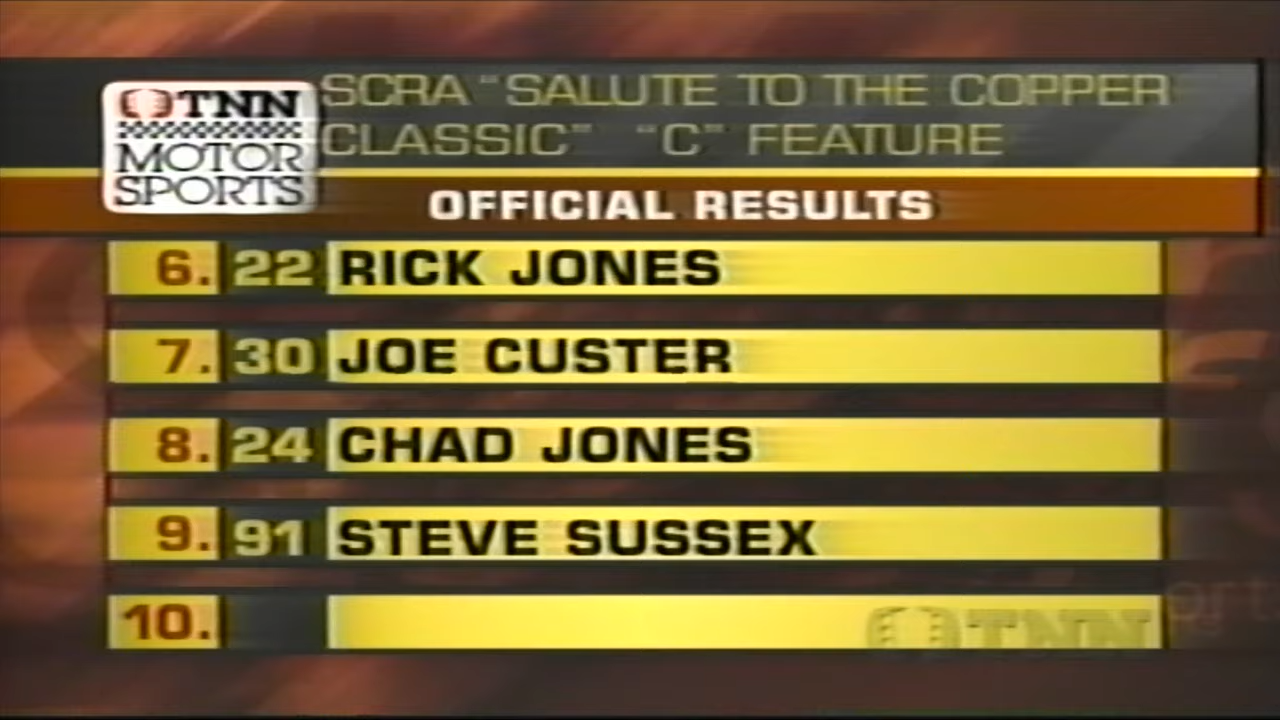 SCRA "SALUTE TO THE COPPER
CLASSIC" "C" FEATURE
TNN
MOTOR
SPORTS
OFFICIAL RESULTS
6. 22 RICK JONES
7. 30 JOE CUSTER
8. 24 CHAD JONES
9. 91 STEVE SUSSEX
10.
TNN